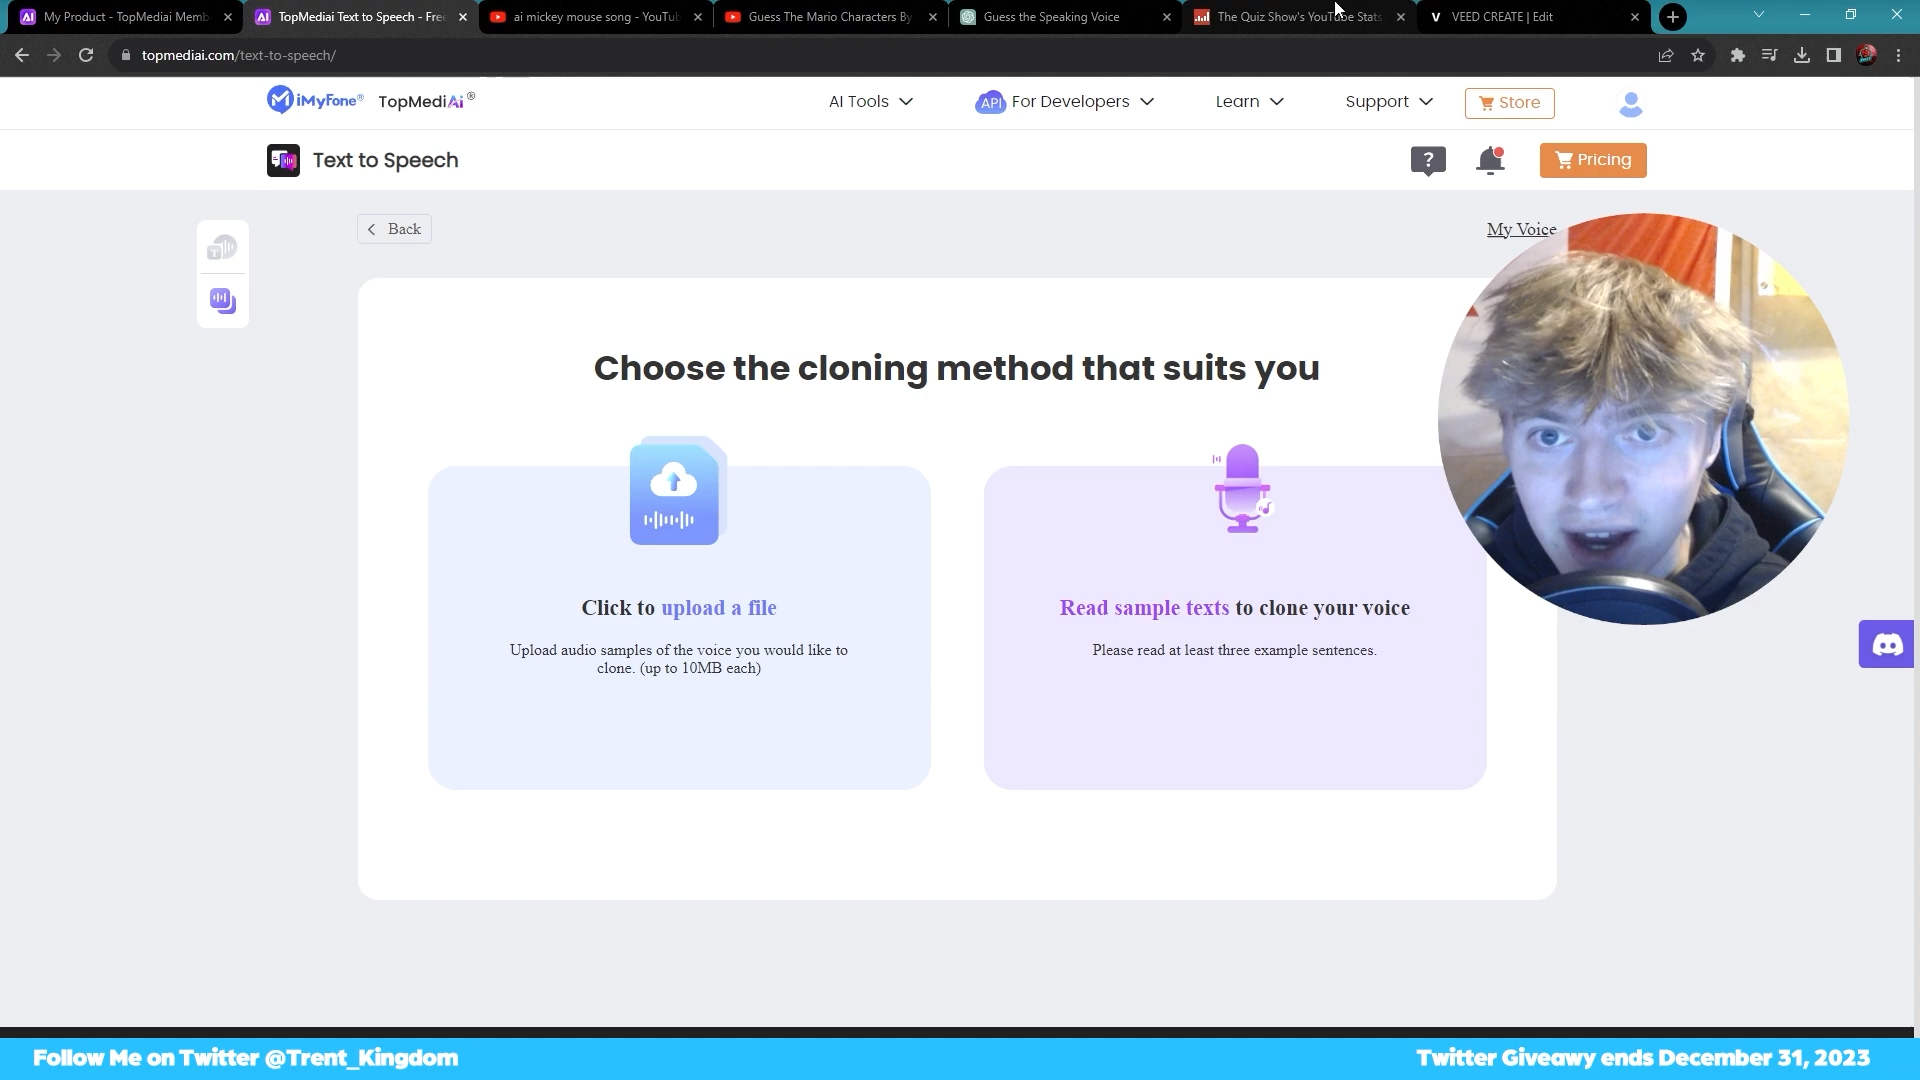 My Product - TopMediai Memb
TopMediai Text to Speech - Free
ai mickey mouse song - YouTub
Guess The Mario Characters By
Guess the Speaking Voice
The Quiz Show's YouTube Stats
VEED CREATE | Edit
topmediai.com/text-to-speech/
iMyFone® TopMediAi®
AI Tools
API For Developers
Learn
Support
Store
Text to Speech
?
Pricing
Back
My Voice
Choose the cloning method that suits you
Click to upload a file
Upload audio samples of the voice you would like to
clone. (up to 10MB each)
Read sample texts to clone your voice
Please read at least three example sentences.
Follow Me on Twitter @Trent_Kingdom
Twitter Giveawy ends December 31, 2023